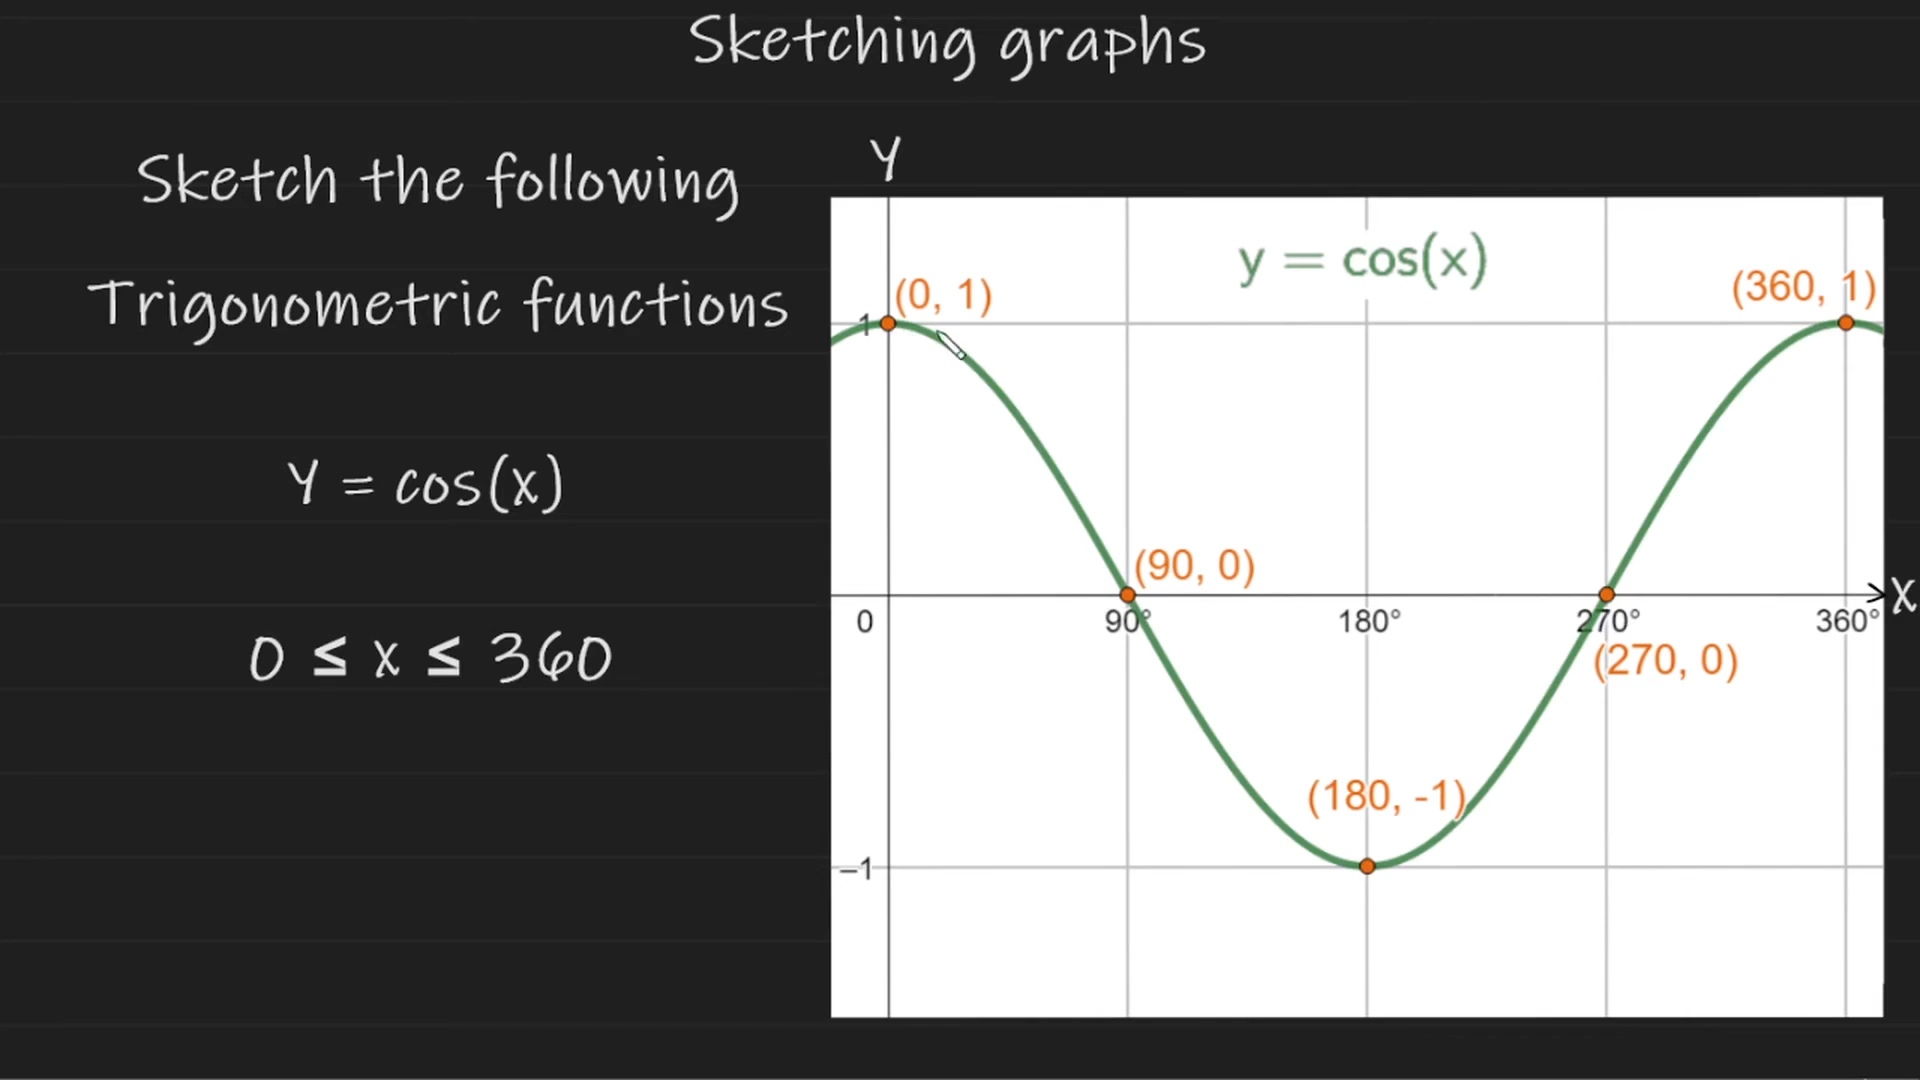 Sketching graphs
Sketch the following
Trigonometric functions
Y = cos(x)
0 ≤ x ≤ 360
Y
y = cos(x)
(0, 1)
(360, 1)
1
(90, 0)
X
0
90°
180°
270°
360°
(270, 0)
(180, -1)
–1